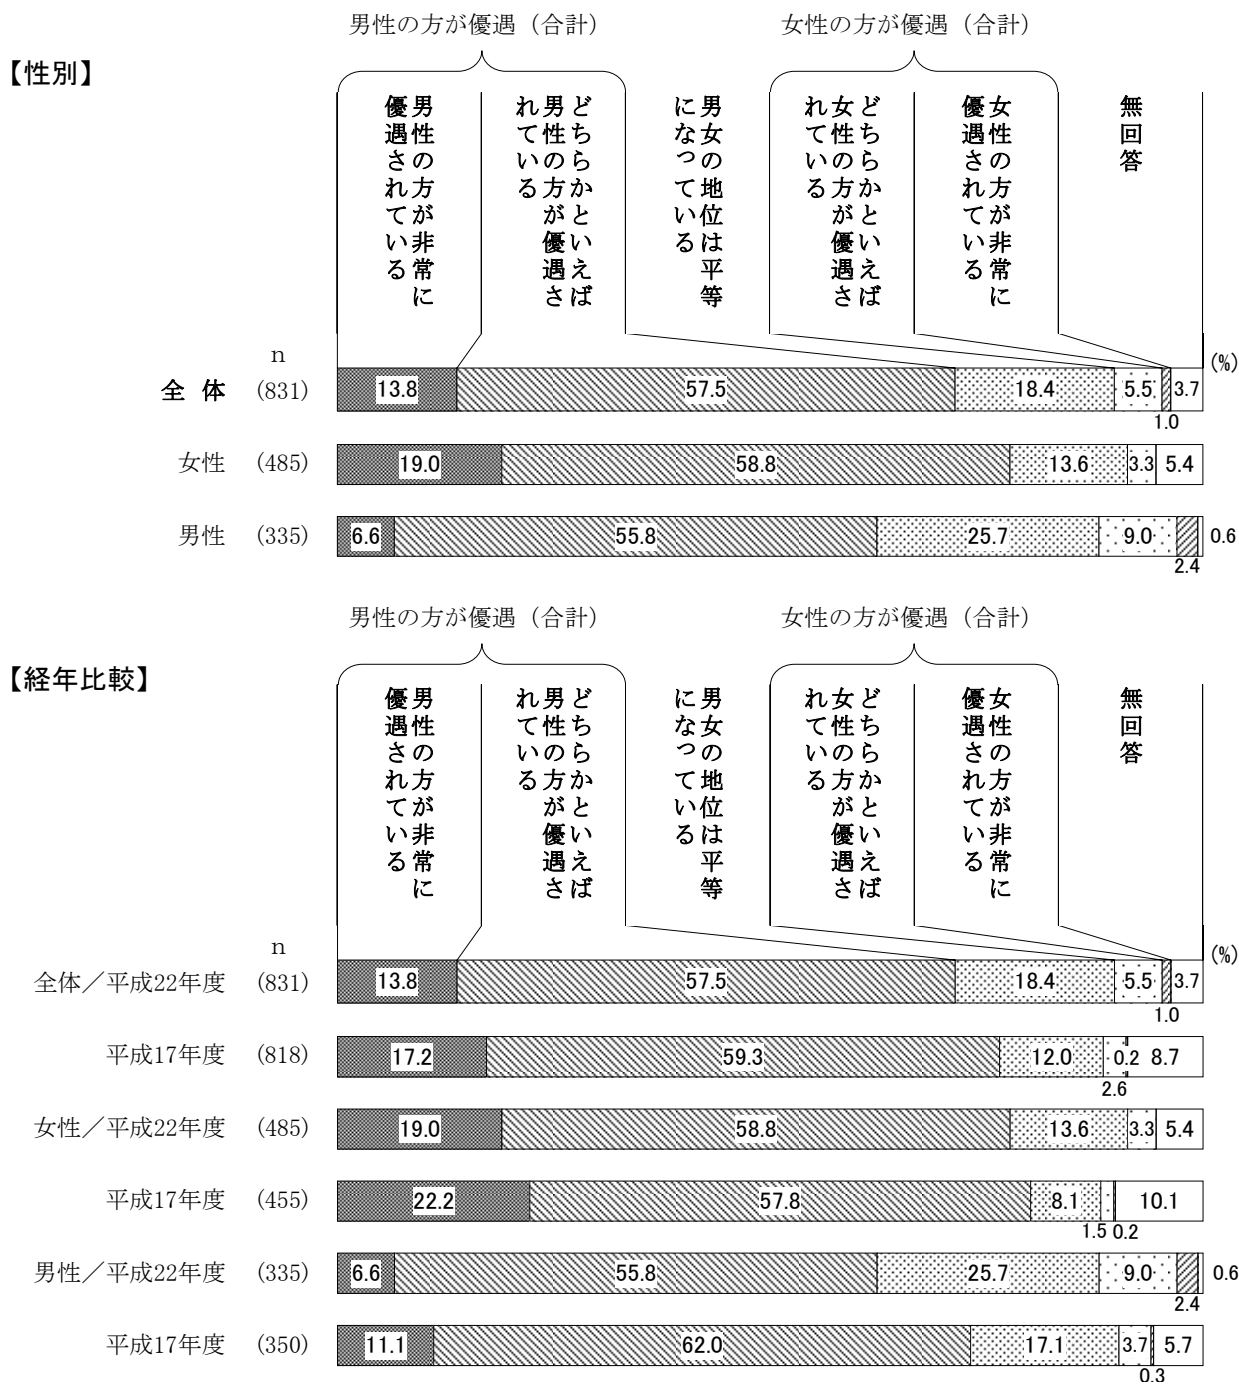 男性の方が優遇（合計） 女性の方が優遇（合計）
【性別】
男性の方が非常に
優遇されている
どちらかといえば
男性の方が優遇さ
れている
男女の地位は平等
になっている
どちらかといえば
女性の方が優遇さ
れている
女性の方が非常に
優遇されている
無回答
n
(%)
全 体 (831) 13.8 57.5 18.4 5.5 3.7
1.0
女性 (485) 19.0 58.8 13.6 3.3 5.4
男性 (335) 6.6 55.8 25.7 9.0 0.6
2.4
男性の方が優遇（合計） 女性の方が優遇（合計）
【経年比較】
男性の方が非常に
優遇されている
どちらかといえば
男性の方が優遇さ
れている
男女の地位は平等
になっている
どちらかといえば
女性の方が優遇さ
れている
女性の方が非常に
優遇されている
無回答
n
(%)
全体／平成22年度 (831) 13.8 57.5 18.4 5.5 3.7
1.0
平成17年度 (818) 17.2 59.3 12.0 0.2 8.7
2.6
女性／平成22年度 (485) 19.0 58.8 13.6 3.3 5.4
平成17年度 (455) 22.2 57.8 8.1 10.1
1.5 0.2
男性／平成22年度 (335) 6.6 55.8 25.7 9.0 0.6
2.4
平成17年度 (350) 11.1 62.0 17.1 3.7 5.7
0.3